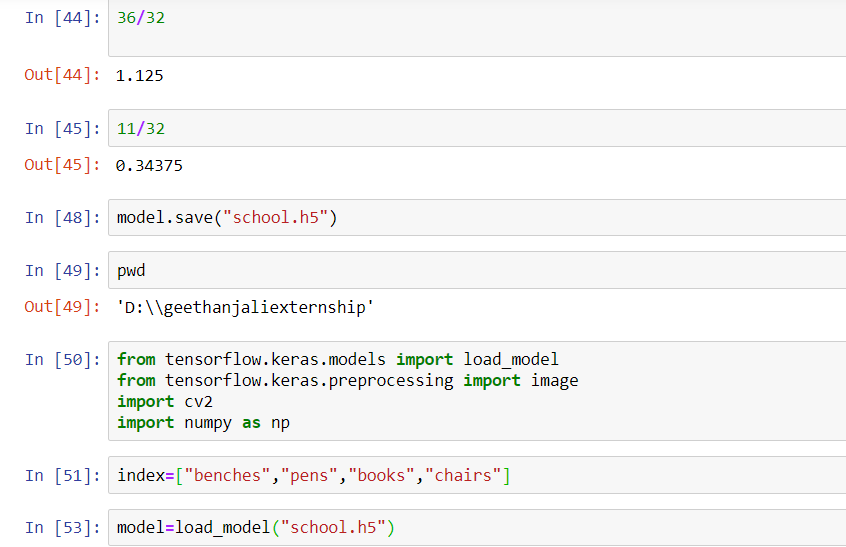 In [44]: 36/32
Out[44]: 1.125
In [45]: 11/32
Out[45]: 0.34375
In [48]: model.save("school.h5")
In [49]: pwd
Out[49]: 'D:\\geethanjaliexternship'
In [50]: from tensorflow.keras.models import load_model
from tensorflow.keras.preprocessing import image
import cv2
import numpy as np
In [51]: index=["benches","pens","books","chairs"]
In [53]: model=load_model("school.h5")